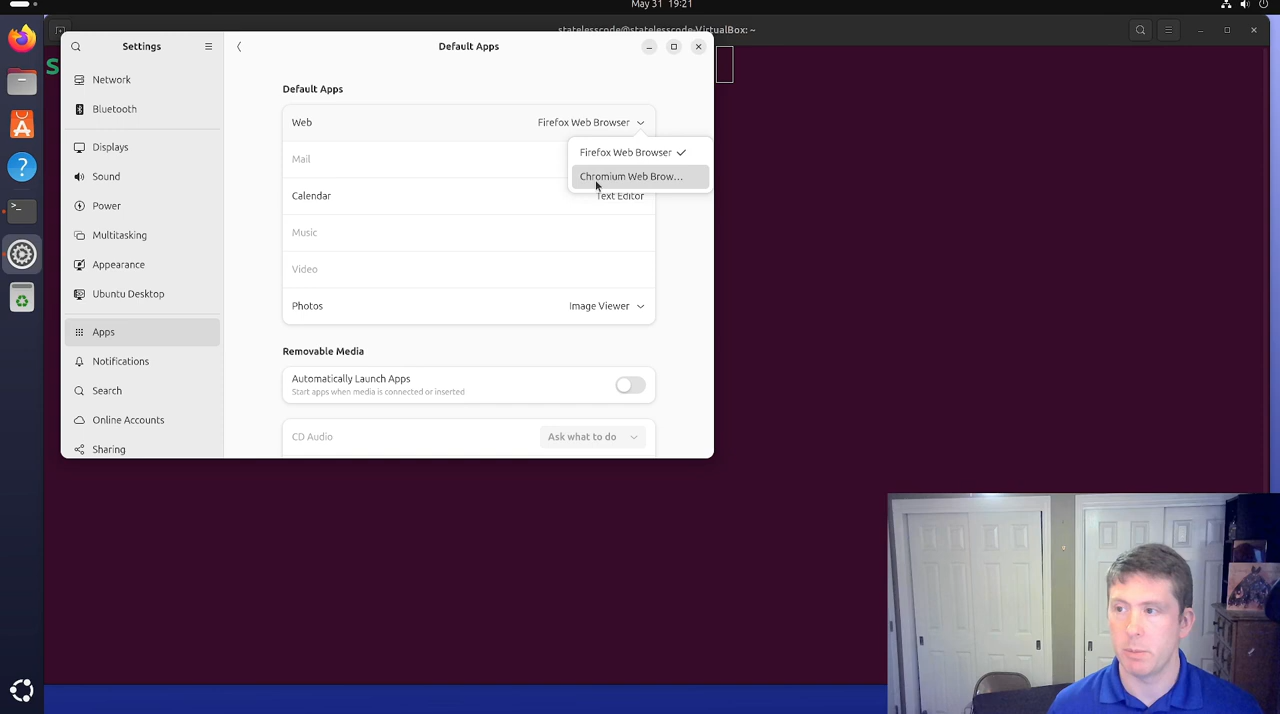 May 31 19:21
statelesscode@statelesscode-VirtualBox: ~
Settings
Default Apps
Network
Bluetooth
Displays
Sound
Power
Multitasking
Appearance
Ubuntu Desktop
Apps
Notifications
Search
Online Accounts
Sharing
Default Apps
Web Firefox Web Browser
Firefox Web Browser
Chromium Web Brow…
Mail
Calendar Text Editor
Music
Video
Photos Image Viewer
Removable Media
Automatically Launch Apps
Start apps when media is connected or inserted
CD Audio Ask what to do